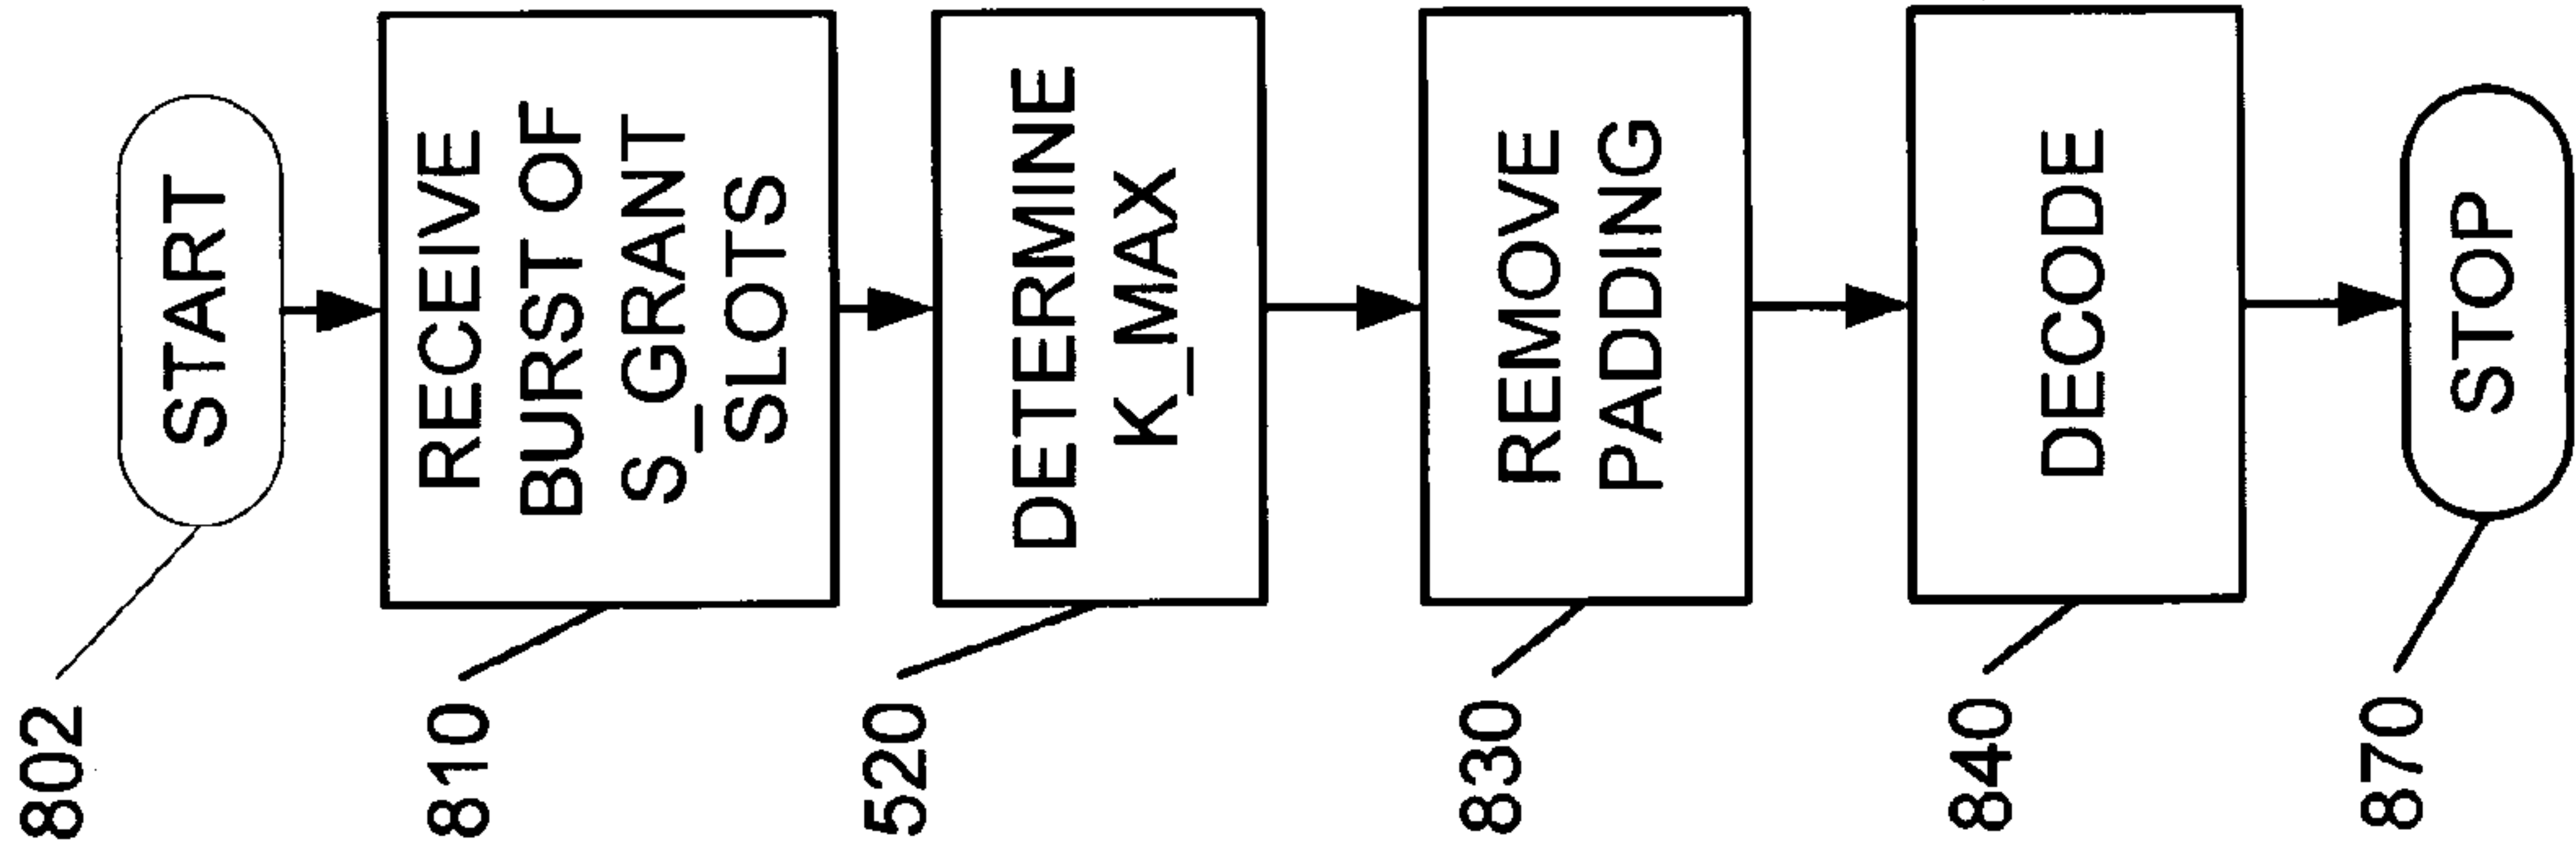 802
START
810
RECEIVE
BURST OF
S_GRANT
SLOTS
520
DETERMINE
K_MAX
830
REMOVE
PADDING
840
DECODE
870
STOP